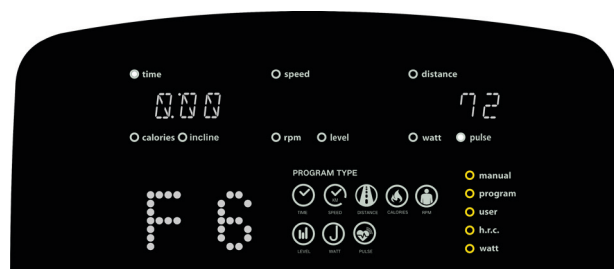 time speed distance
0:00 72
calories incline rpm level watt pulse
PROGRAM TYPE
manual
TIME SPEED DISTANCE CALORIES RPM
program
user
F6
h.r.c.
LEVEL WATT PULSE
watt